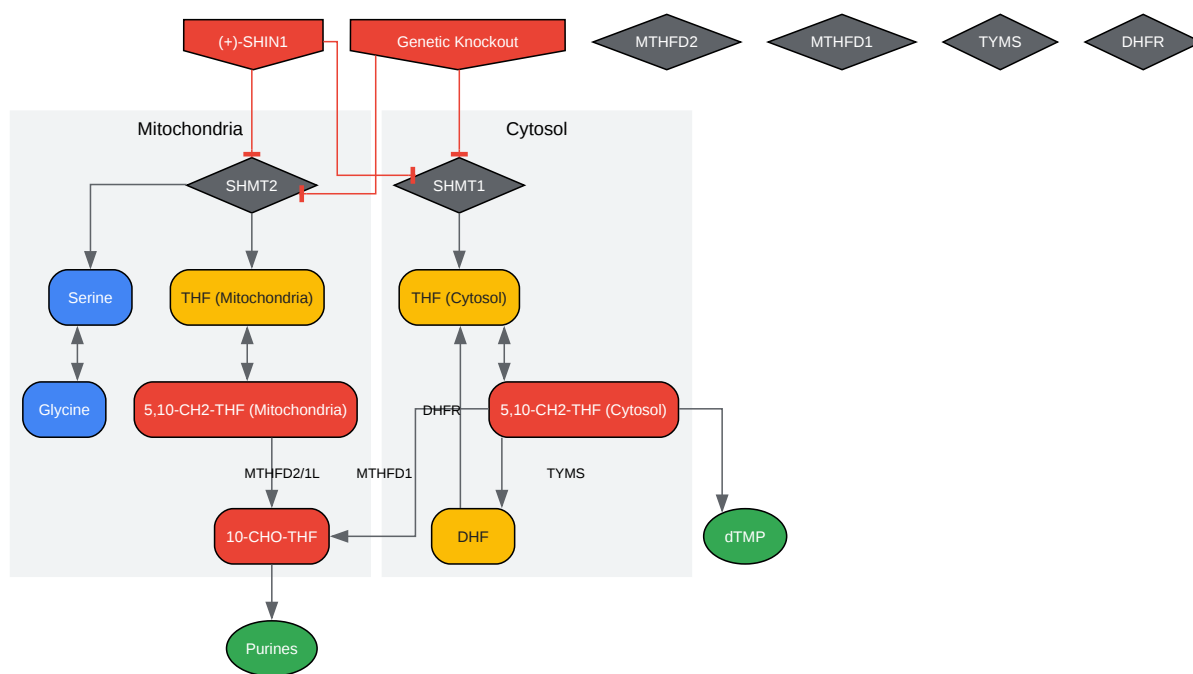 (+)-SHIN1
Genetic Knockout
MTHFD2
MTHFD1
TYMS
DHFR
Mitochondria
Cytosol
SHMT2
SHMT1
Serine
THF (Mitochondria)
THF (Cytosol)
Glycine
5,10-CH2-THF (Mitochondria)
DHFR
5,10-CH2-THF (Cytosol)
MTHFD2/1L
MTHFD1
TYMS
10-CHO-THF
DHF
dTMP
Purines